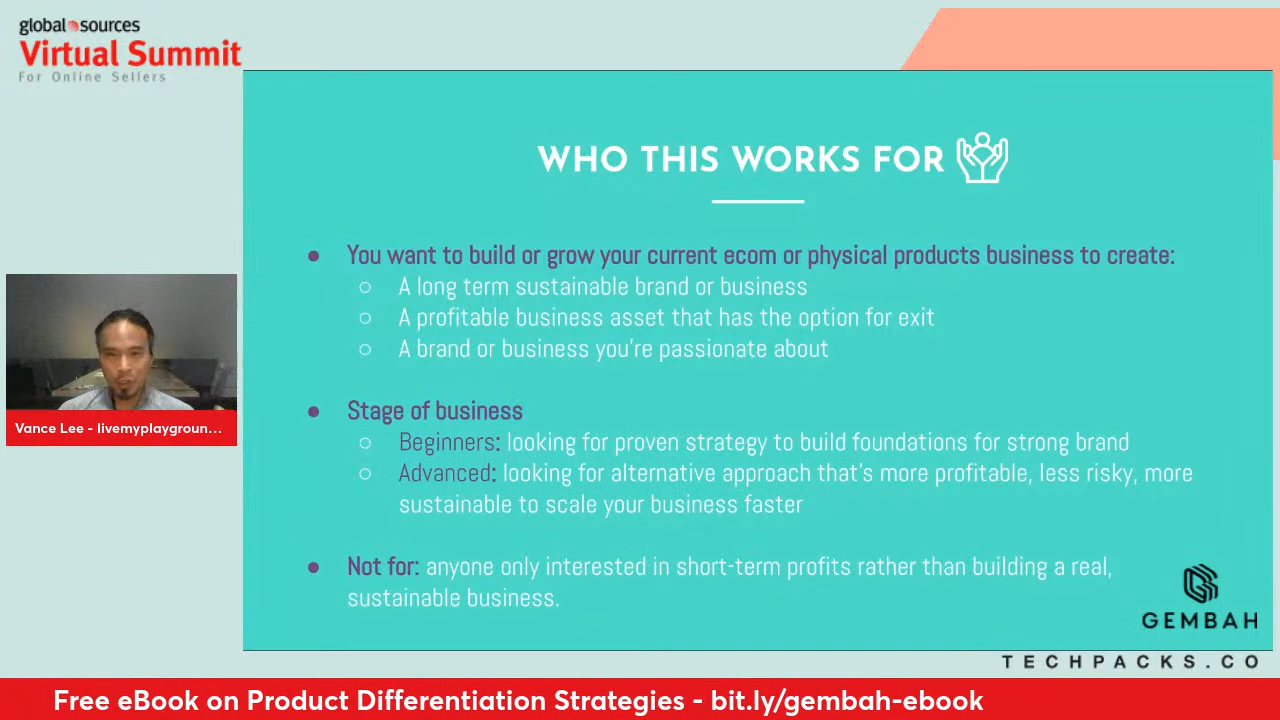 global sources
Virtual Summit
For Online Sellers
WHO THIS WORKS FOR
● You want to build or grow your current ecom or physical products business to create:
○ A long term sustainable brand or business
○ A profitable business asset that has the option for exit
○ A brand or business you're passionate about
● Stage of business
○ Beginners: looking for proven strategy to build foundations for strong brand
○ Advanced: looking for alternative approach that's more profitable, less risky, more
sustainable to scale your business faster
● Not for: anyone only interested in short-term profits rather than building a real,
sustainable business.
Vance Lee - livemyplaygroun…
GEMBAH
TECHPACKS.CO
Free eBook on Product Differentiation Strategies - bit.ly/gembah-ebook